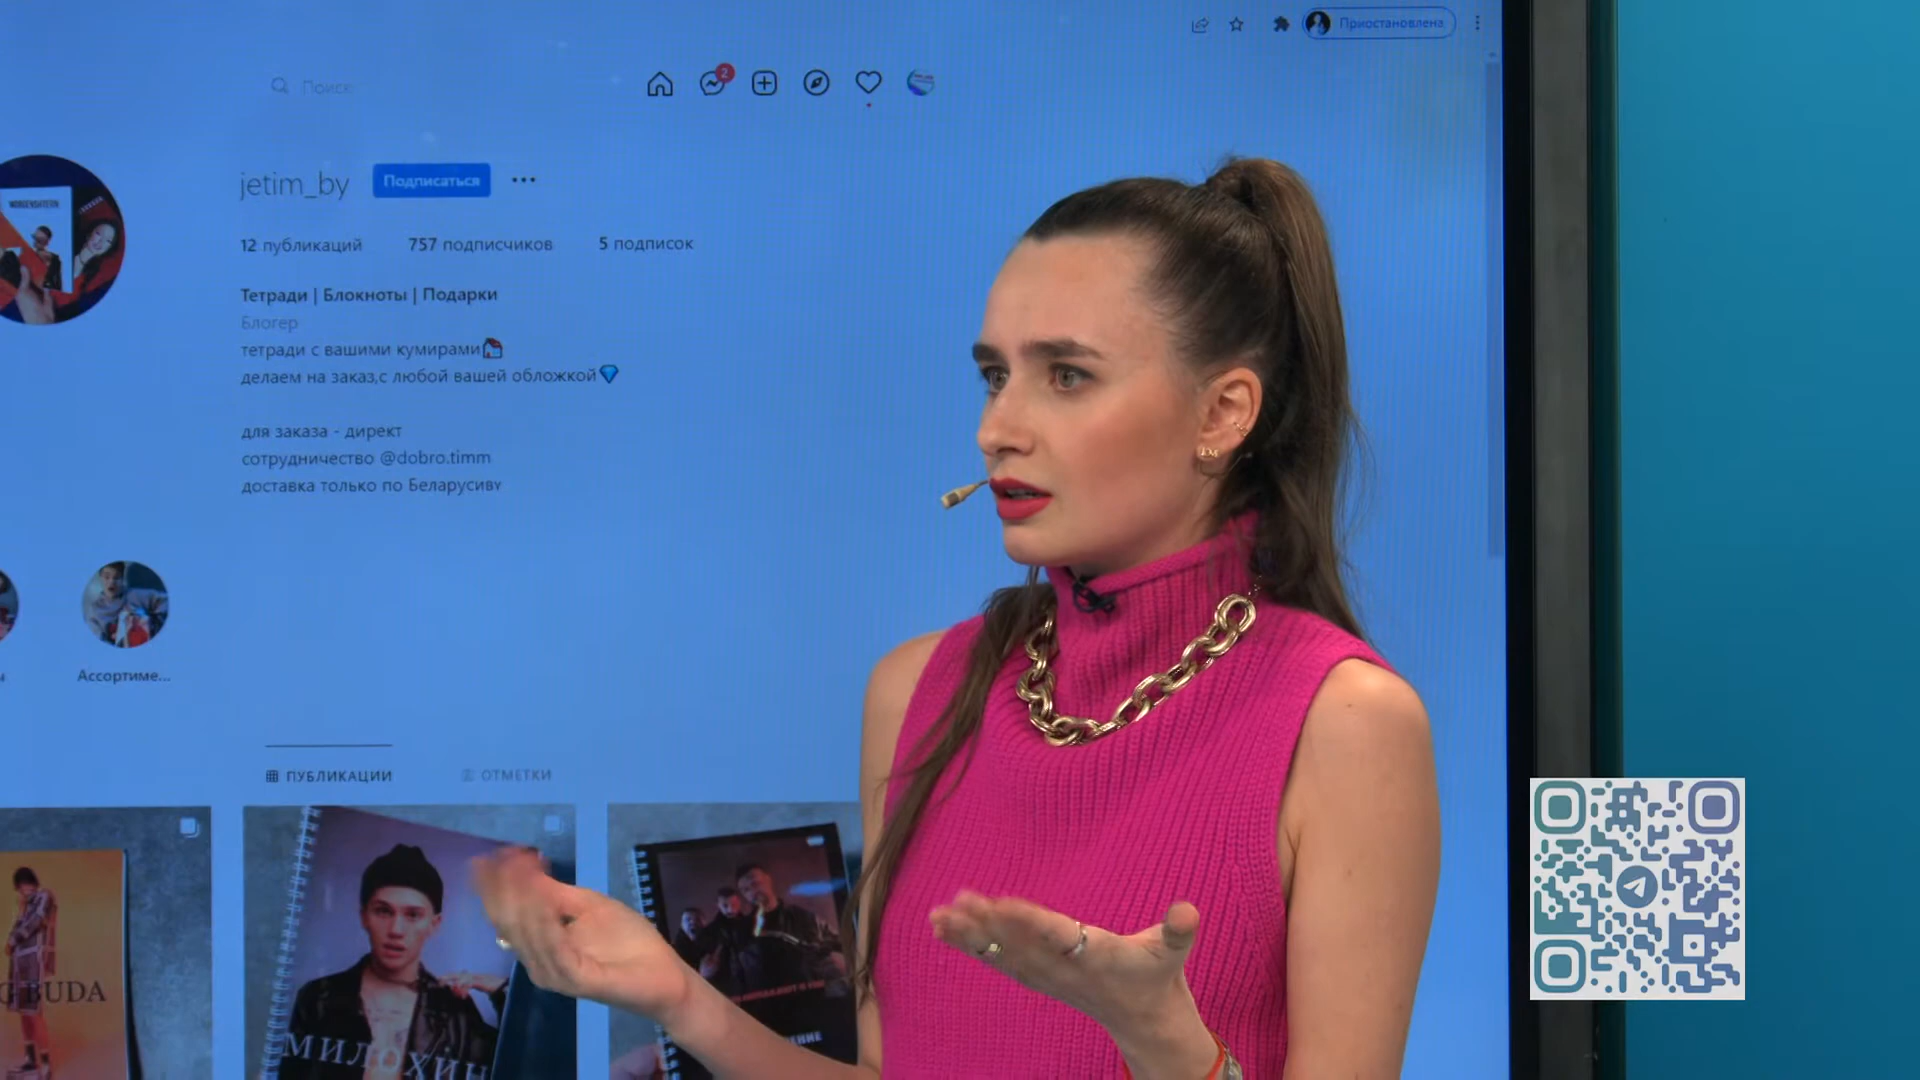 Приостановлена
Поиск
2
jetim_by
Подписаться
12 публикаций 757 подписчиков 5 подписок
Тетради | Блокноты | Подарки
Блогер
тетради с вашими кумирами
делаем на заказ,с любой вашей обложкой
для заказа - директ
сотрудничество @dobro.timm
доставка только по Беларусиву
Ассортиме...
ПУБЛИКАЦИИ
ОТМЕТКИ
MORGENSHTERN
G BUDA
МИЛОХИН